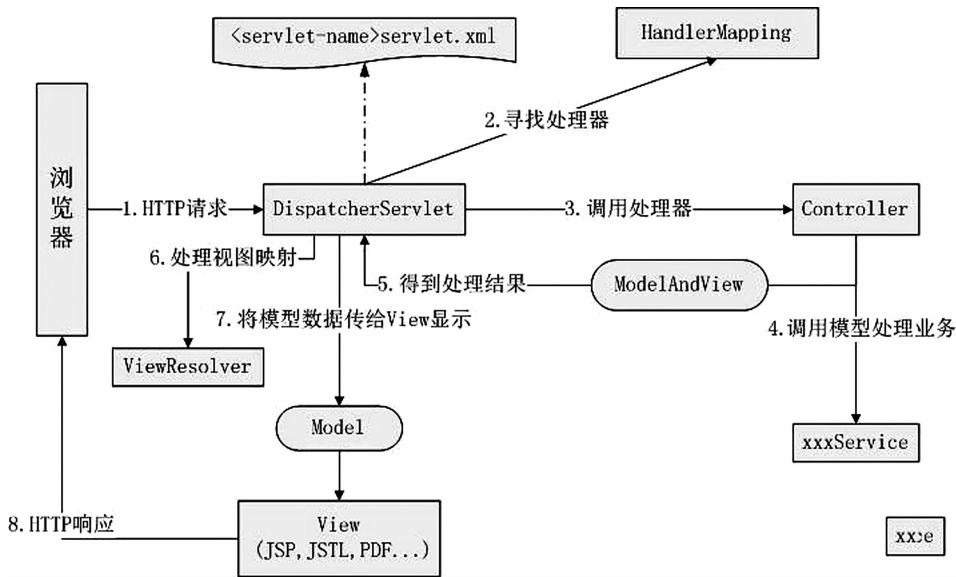 <servlet-name>servlet.xml
HandlerMapping
2.寻找处理器
浏览器
1.HTTP请求
DispatcherServlet
3.调用处理器
Controller
6.处理视图映射
5.得到处理结果
ModelAndView
7.将模型数据传给View显示
4.调用模型处理业务
ViewResolver
Model
xxxService
8.HTTP响应
View
(JSP,JSTL,PDF...)